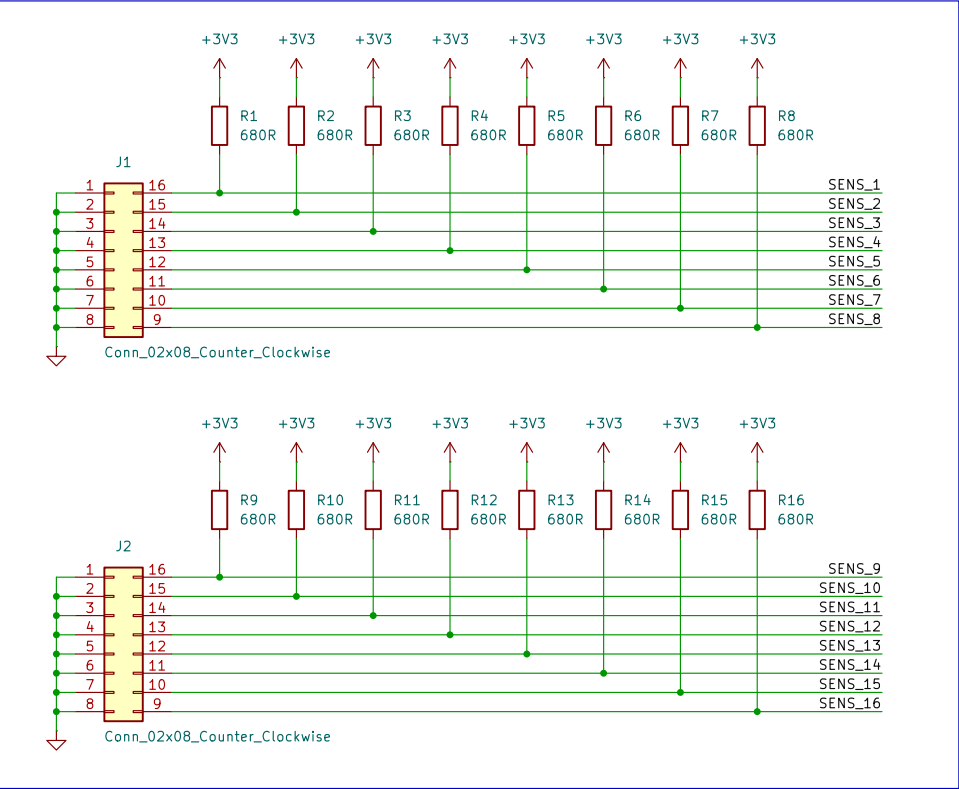 +3V3 +3V3 +3V3 +3V3 +3V3 +3V3 +3V3 +3V3
R1 R2 R3 R4 R5 R6 R7 R8
680R 680R 680R 680R 680R 680R 680R 680R
J1
1 16 SENS_1
2 15 SENS_2
3 14 SENS_3
4 13 SENS_4
5 12 SENS_5
6 11 SENS_6
7 10 SENS_7
8 9 SENS_8
Conn_02x08_Counter_Clockwise
+3V3 +3V3 +3V3 +3V3 +3V3 +3V3 +3V3 +3V3
R9 R10 R11 R12 R13 R14 R15 R16
680R 680R 680R 680R 680R 680R 680R 680R
J2
1 16 SENS_9
2 15 SENS_10
3 14 SENS_11
4 13 SENS_12
5 12 SENS_13
6 11 SENS_14
7 10 SENS_15
8 9 SENS_16
Conn_02x08_Counter_Clockwise